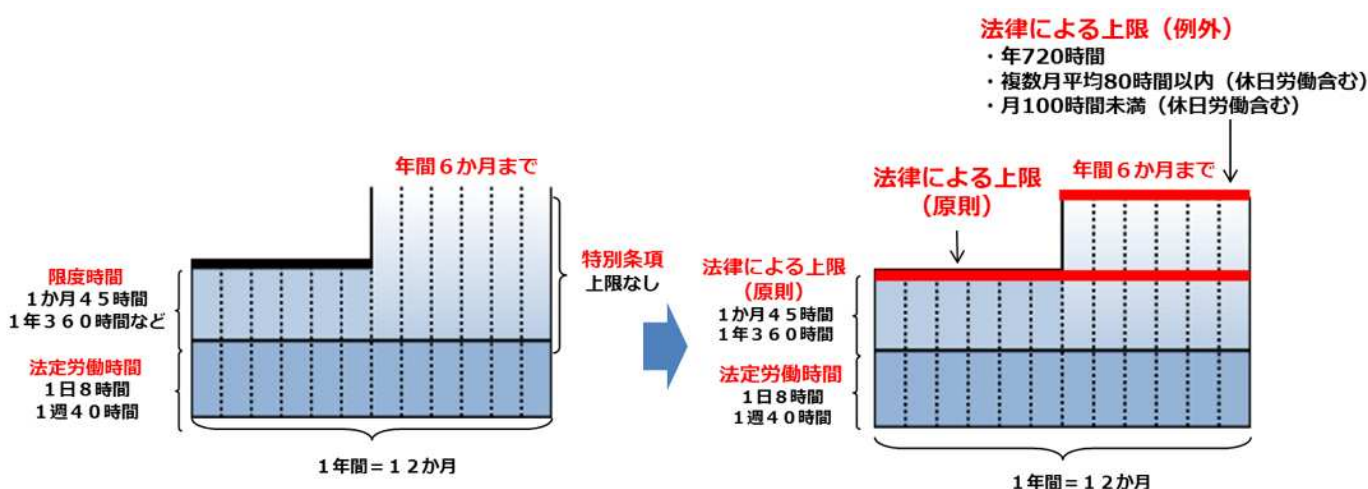 法律による上限（例外）
・年720時間
・複数月平均80時間以内（休日労働含む）
・月100時間未満（休日労働含む）
年間６か月まで
限度時間
１か月４５時間
１年３６０時間など
法定労働時間
１日８時間
１週４０時間
特別条項
上限なし
１年間＝１２か月
法律による上限
（原則）
年間６か月まで
法律による上限
（原則）
１か月４５時間
１年３６０時間
法定労働時間
１日８時間
１週４０時間
１年間＝１２か月